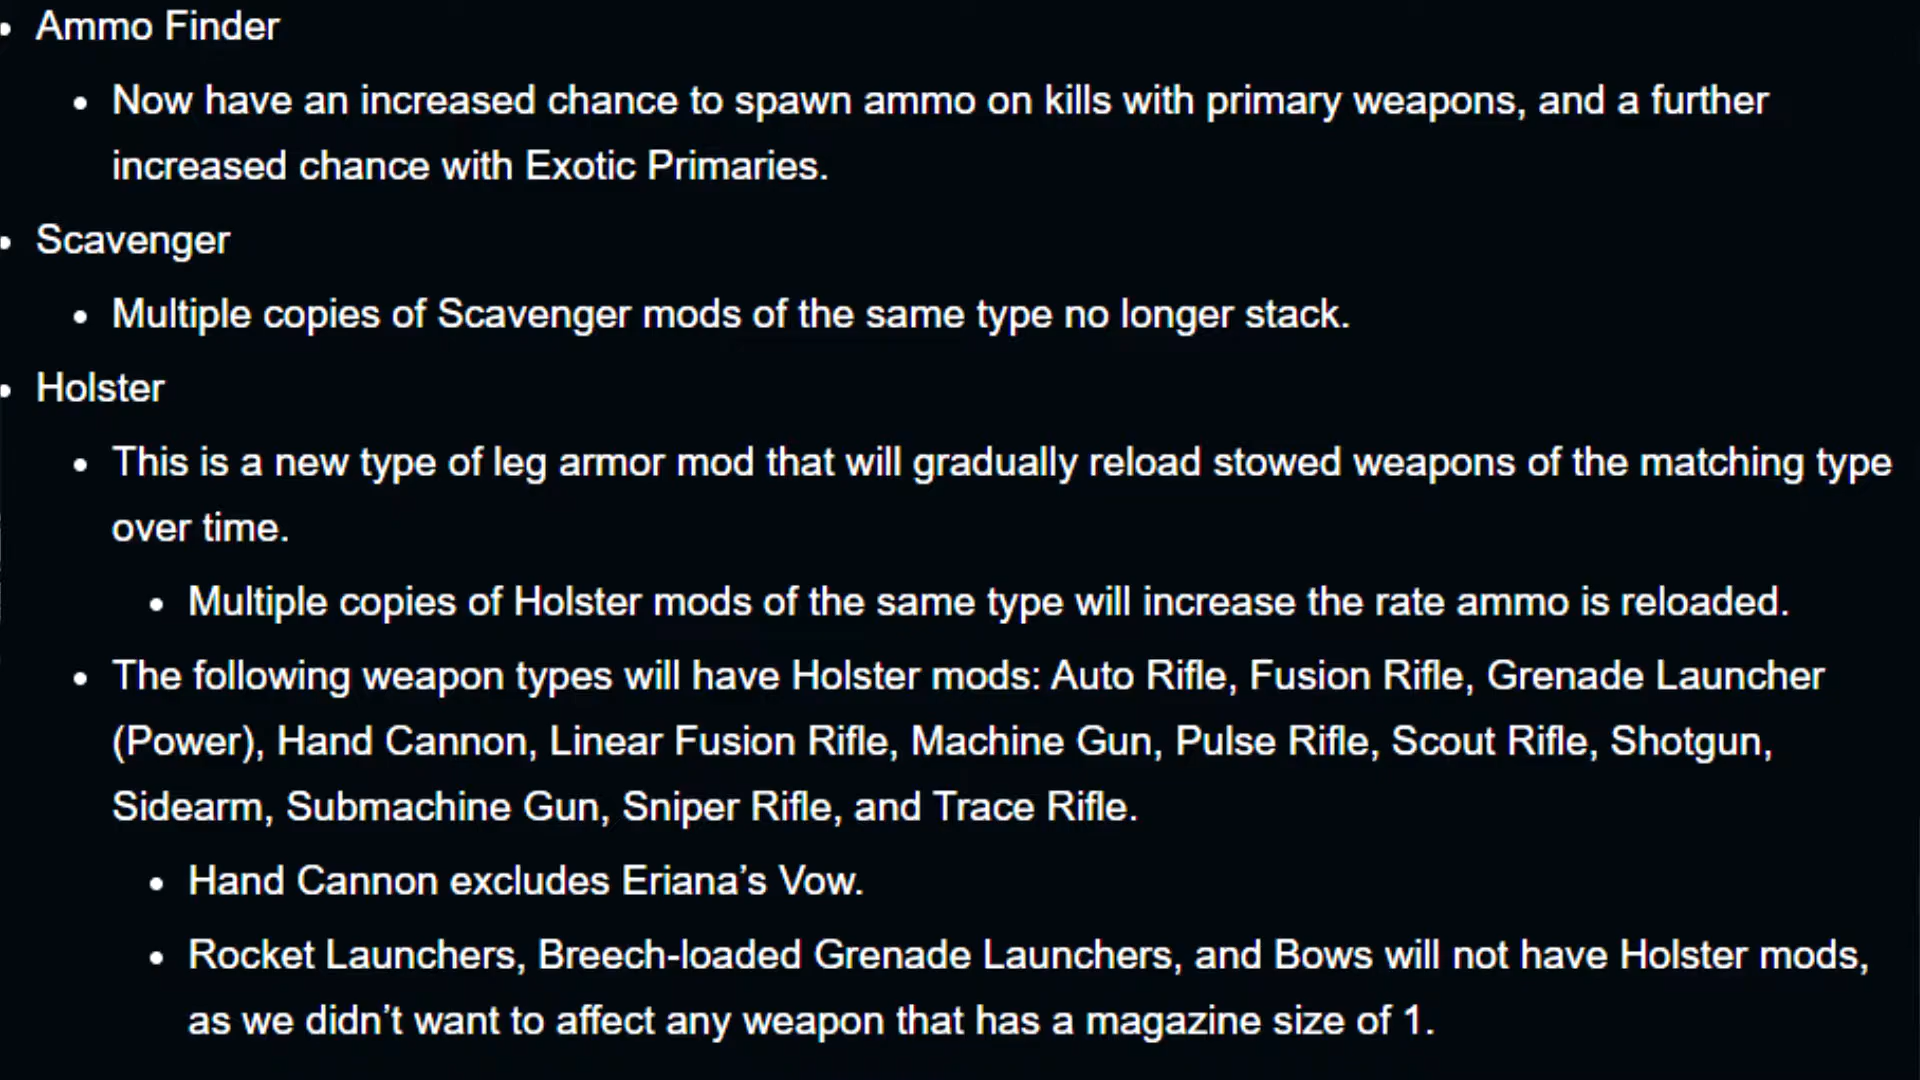 • Ammo Finder
• Now have an increased chance to spawn ammo on kills with primary weapons, and a further
increased chance with Exotic Primaries.
• Scavenger
• Multiple copies of Scavenger mods of the same type no longer stack.
• Holster
• This is a new type of leg armor mod that will gradually reload stowed weapons of the matching type
over time.
• Multiple copies of Holster mods of the same type will increase the rate ammo is reloaded.
• The following weapon types will have Holster mods: Auto Rifle, Fusion Rifle, Grenade Launcher
(Power), Hand Cannon, Linear Fusion Rifle, Machine Gun, Pulse Rifle, Scout Rifle, Shotgun,
Sidearm, Submachine Gun, Sniper Rifle, and Trace Rifle.
• Hand Cannon excludes Eriana’s Vow.
• Rocket Launchers, Breech-loaded Grenade Launchers, and Bows will not have Holster mods,
as we didn’t want to affect any weapon that has a magazine size of 1.